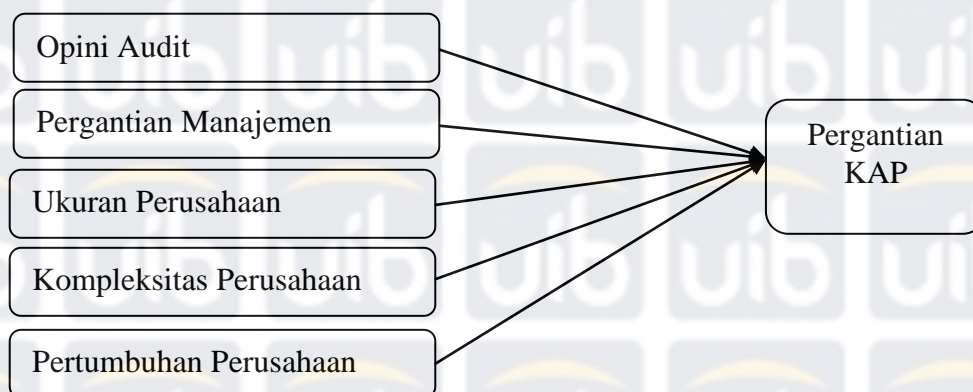 Opini Audit
Pergantian Manajemen
Ukuran Perusahaan
Kompleksitas Perusahaan
Pertumbuhan Perusahaan
Pergantian
KAP